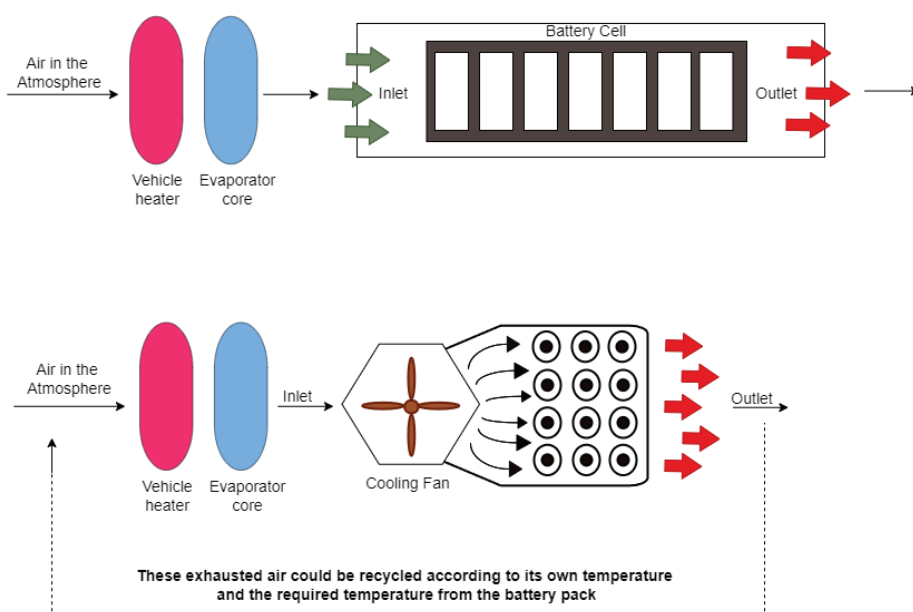 Battery Cell
Air in the
Atmosphere
Inlet
Outlet
Vehicle
heater
Evaporator
core
Air in the
Atmosphere
Inlet
Outlet
Vehicle
heater
Evaporator
core
Cooling Fan
These exhausted air could be recycled according to its own temperature
and the required temperature from the battery pack